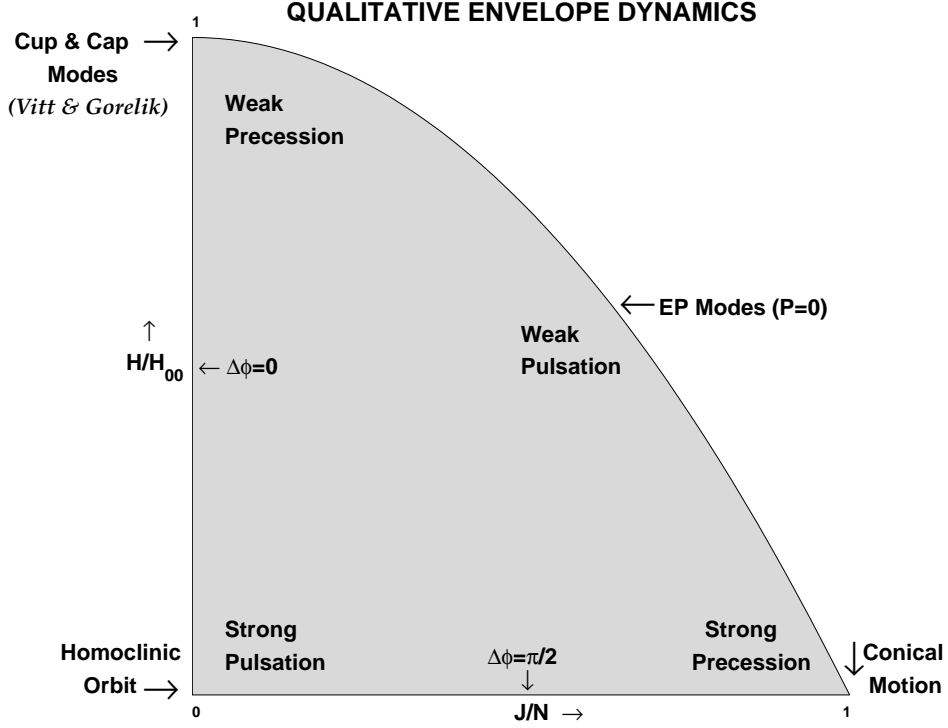 QUALITATIVE ENVELOPE DYNAMICS
1
Cup & Cap →
Modes
(Vitt & Gorelik)
Weak
Precession
← EP Modes (P=0)
Weak
Pulsation
↑
H/H00
← Δϕ=0
Strong
Pulsation
Δϕ=π/2
↓
Strong
Precession
Homoclinic
Orbit →
↓ Conical
Motion
0
J/N →
1